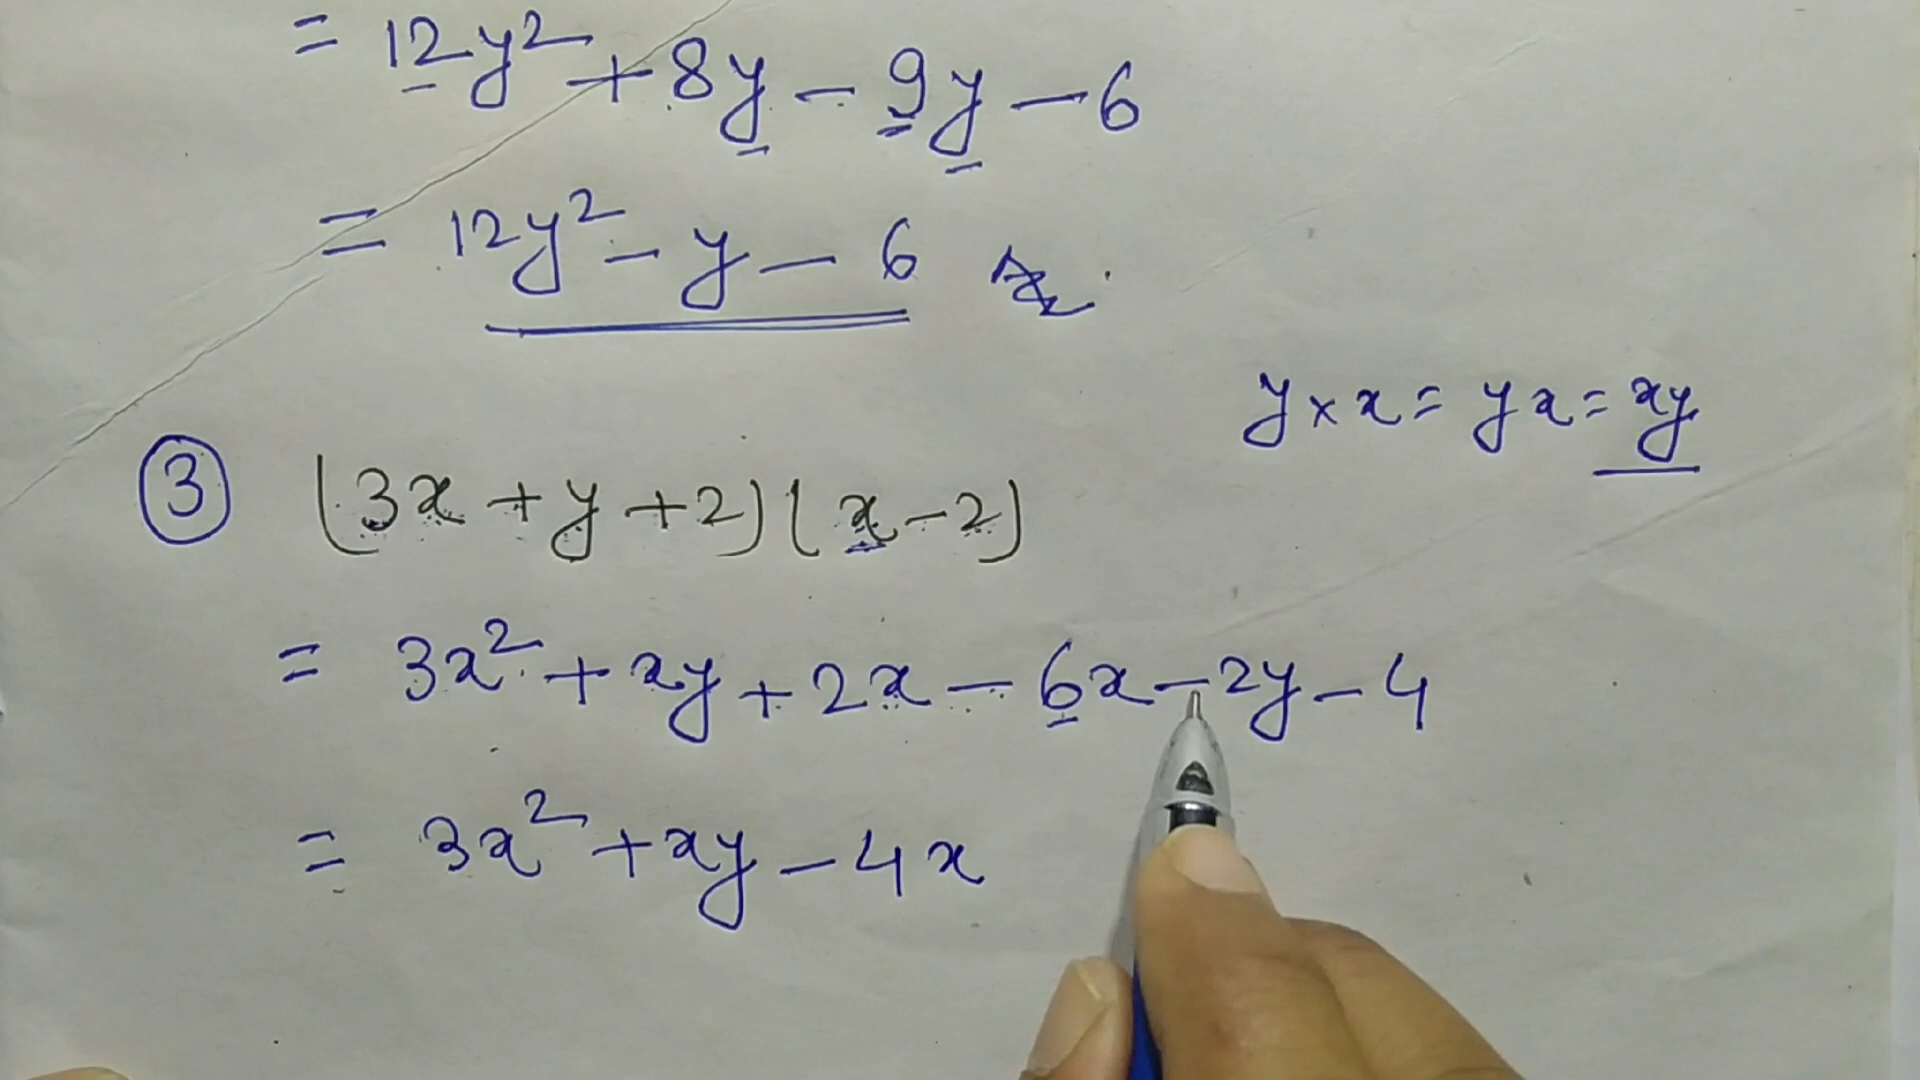 = 12y² + 8y - 9y - 6
= 12y² - y - 6
y × x = yx = xy
③ (3x + y + 2)(x - 2)
= 3x² + xy + 2x - 6x - 2y - 4
= 3x² + xy - 4x